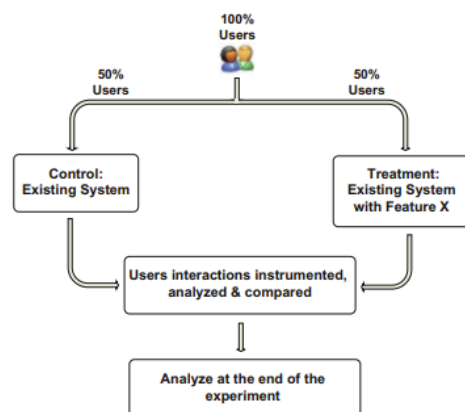 100%
Users
50%
Users
50%
Users
Control:
Existing System
Treatment:
Existing System
with Feature X
Users interactions instrumented,
analyzed & compared
Analyze at the end of the
experiment